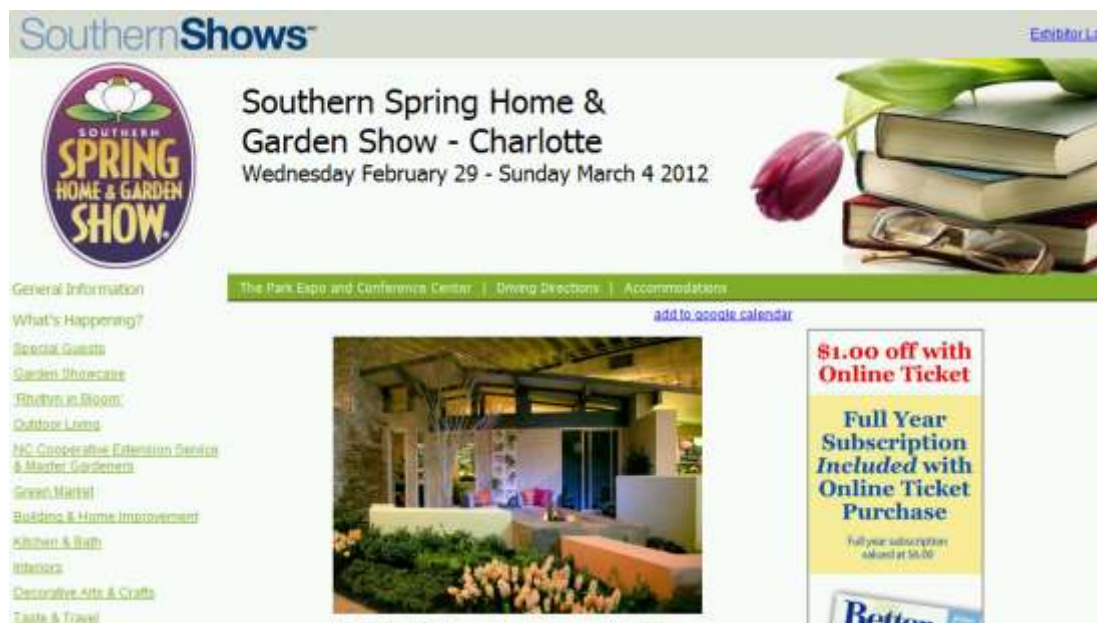 SouthernShows
Exhibitor Lo
SOUTHERN
SPRING
HOME & GARDEN
SHOW.
Southern Spring Home &
Garden Show - Charlotte
Wednesday February 29 - Sunday March 4 2012
The Park Expo and Conference Center | Driving Directions | Accommodations
General Information
What's Happening?
Special Guests
Garden Showcase
'Rhythm in Bloom'
Outdoor Living
NC Cooperative Extension Service
& Master Gardeners
Green Market
Building & Home Improvement
Kitchen & Bath
Interiors
Decorative Arts & Crafts
Taste & Travel
add to google calendar
$1.00 off with
Online Ticket
Full Year
Subscription
Included with
Online Ticket
Purchase
Full year subscription
valued at $6.00
Better